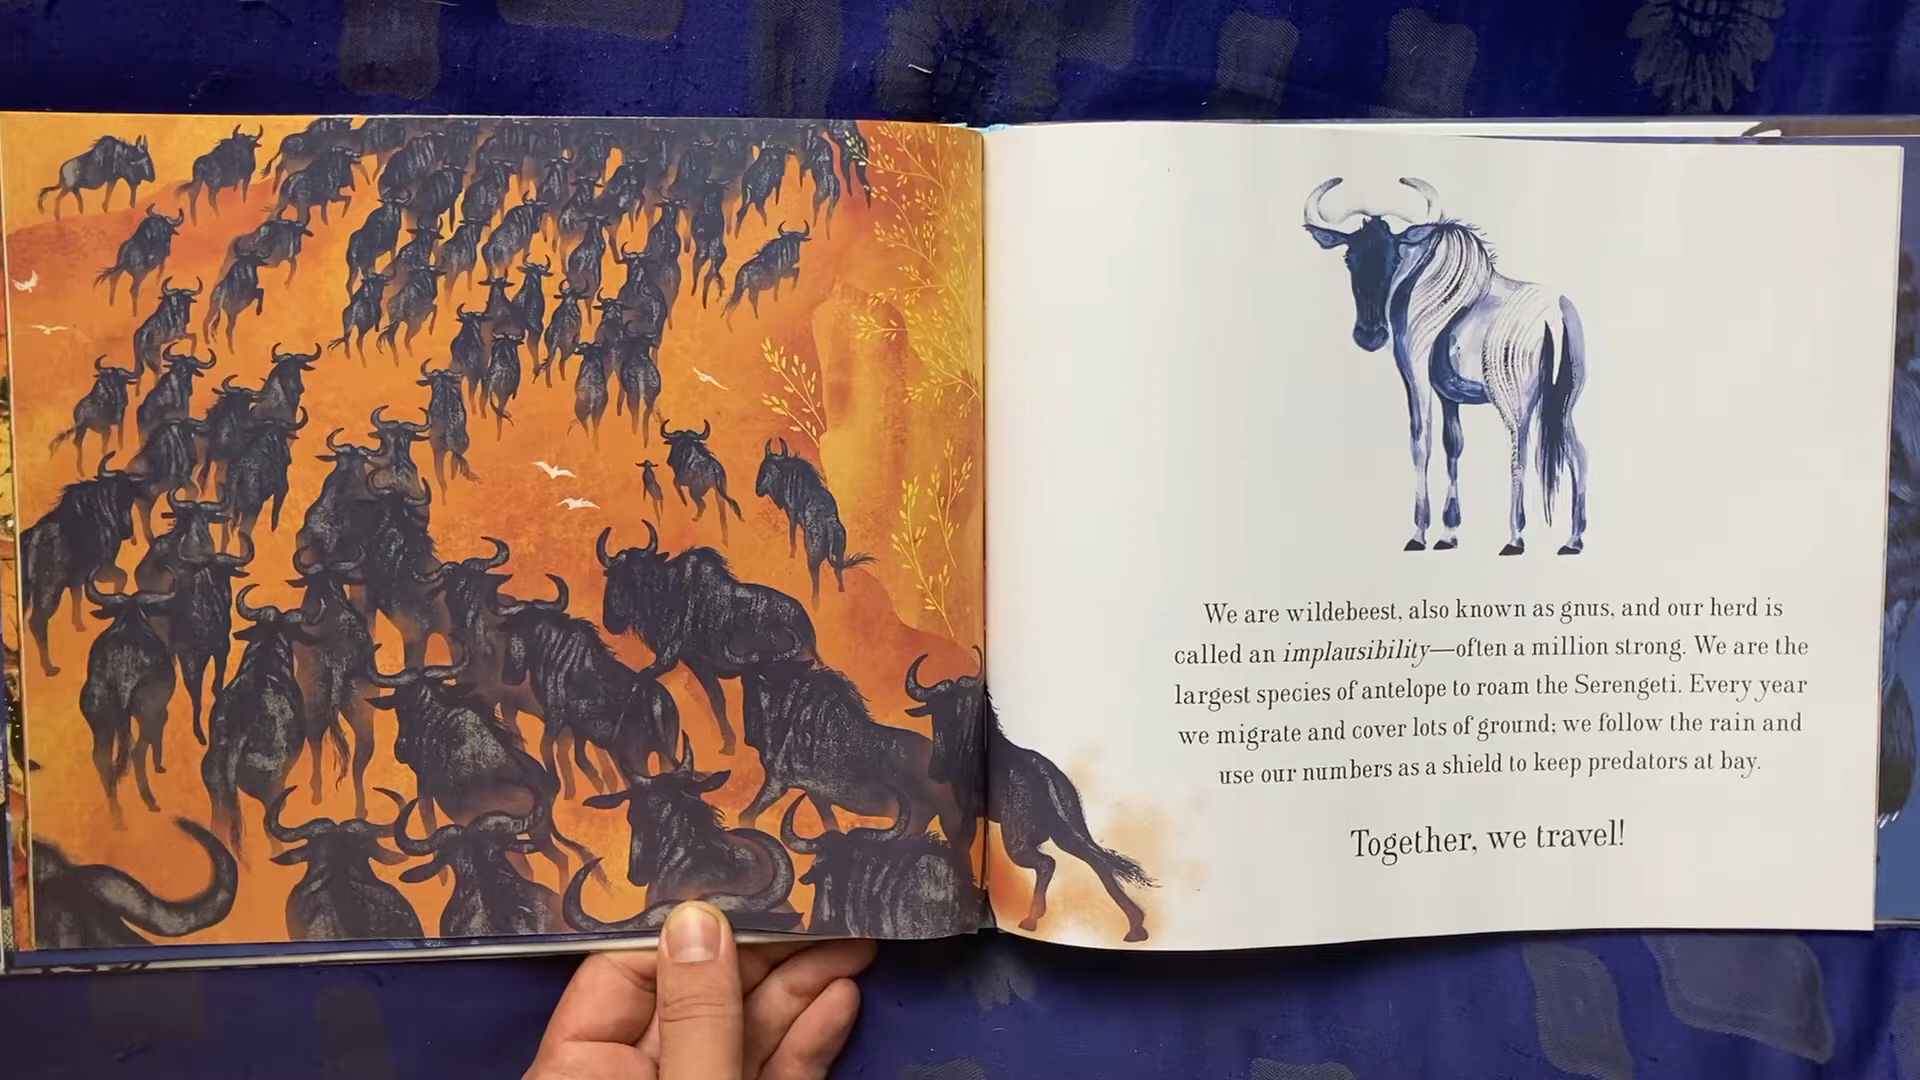 We are wildebeest, also known as gnus, and our herd is
called an implausibility—often a million strong. We are the
largest species of antelope to roam the Serengeti. Every year
we migrate and cover lots of ground; we follow the rain and
use our numbers as a shield to keep predators at bay.
Together, we travel!